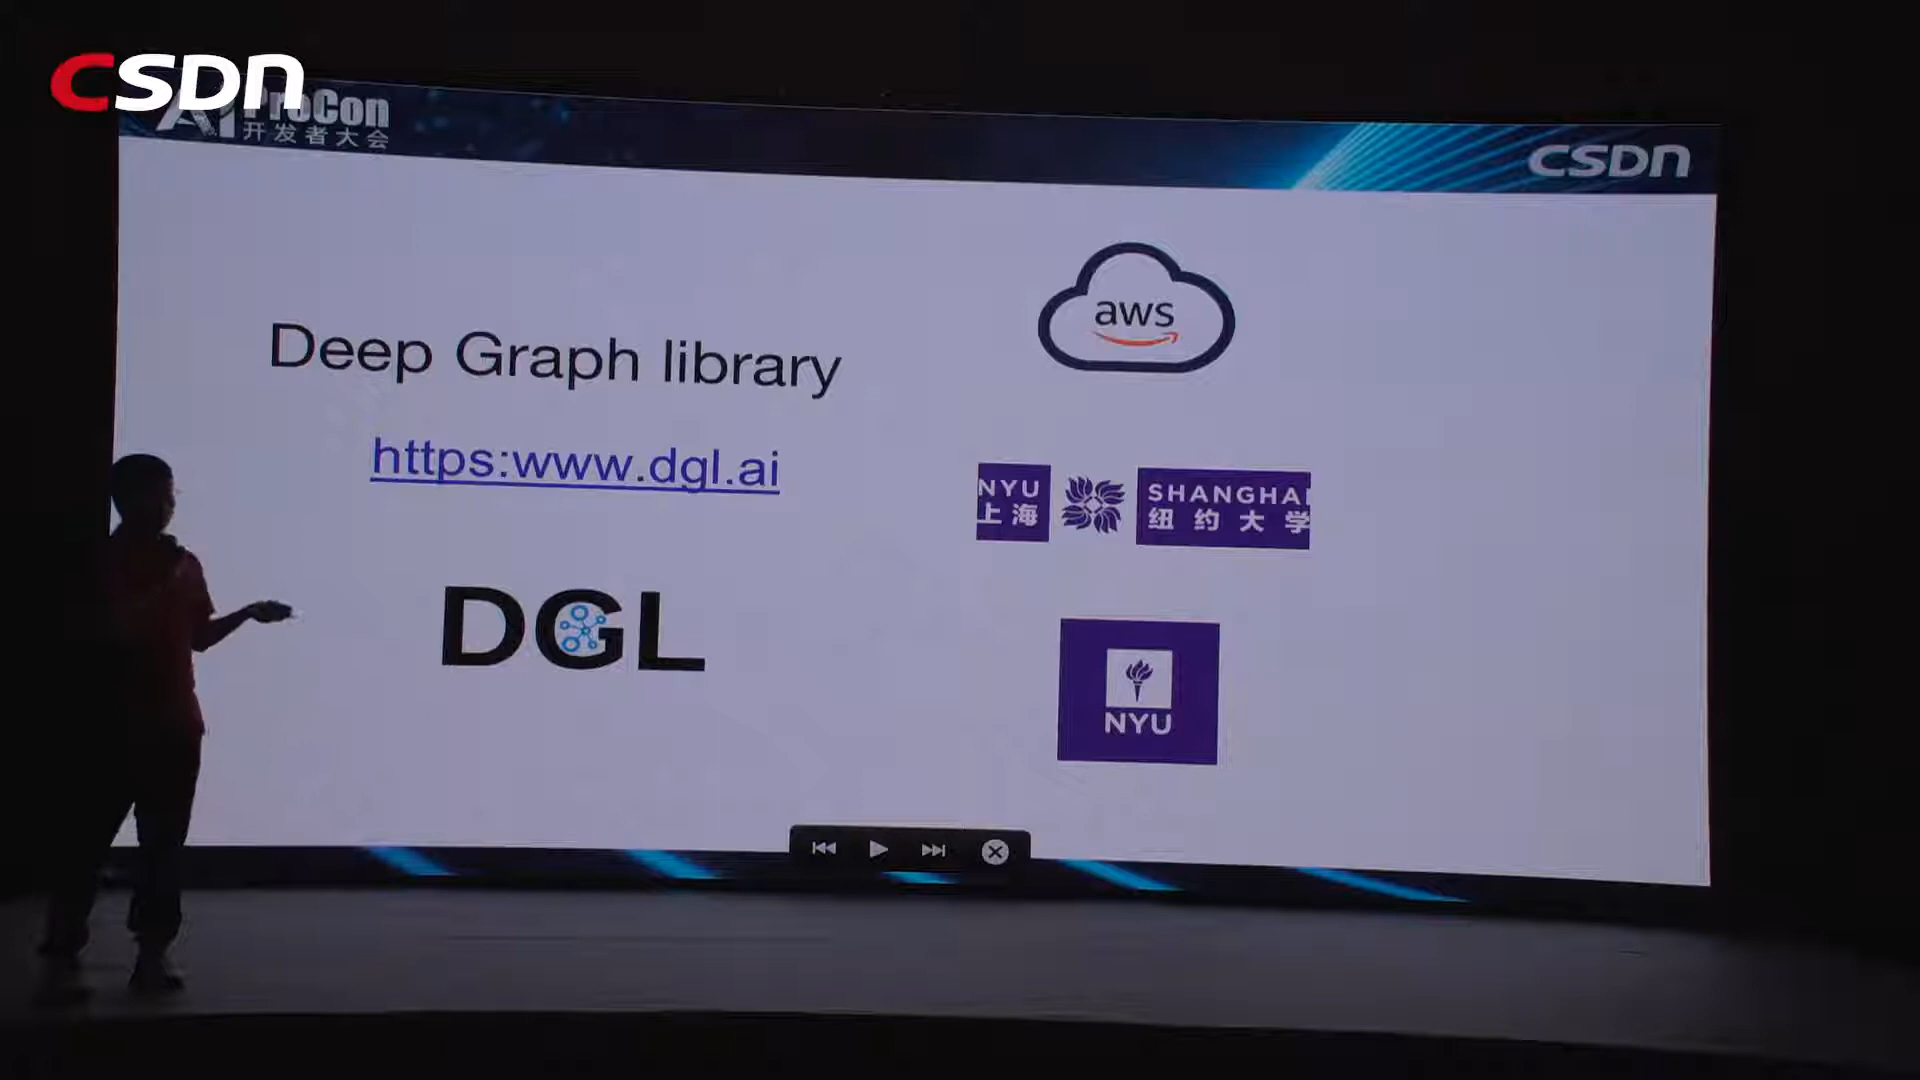 CSDN
AI ProCon
开发者大会
CSDN
Deep Graph library
https:www.dgl.ai
DGL
aws
NYU SHANGHAI
上海 纽约大学
NYU